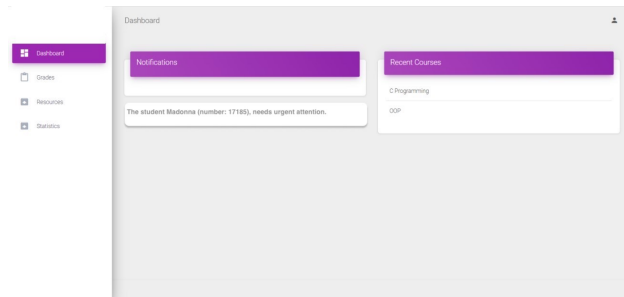 Dashboard
Dashboard
Grades
Resources
Statistics
Notifications
The student Madonna (number: 17185), needs urgent attention.
Recent Courses
C Programming
OOP